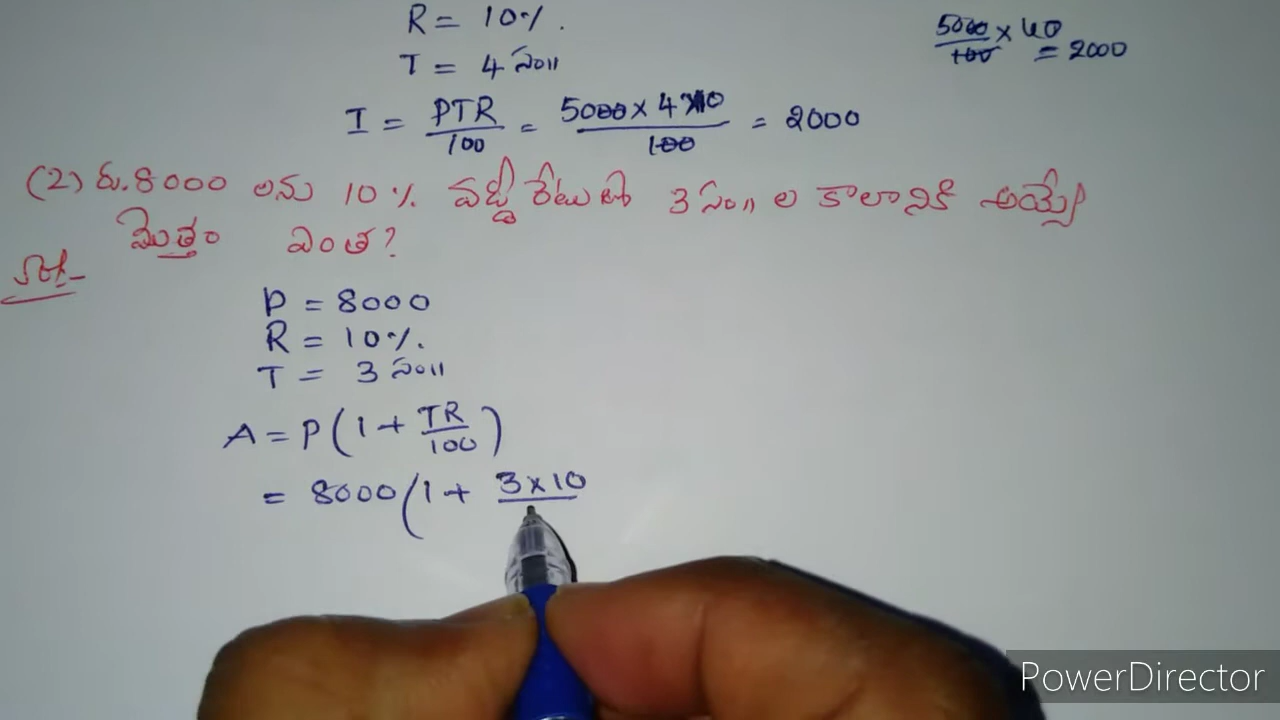 R = 10%.
T = 4 సం॥
5000/100 × 40 = 2000
I = PTR/100 = 5000 × 4 × 10/100 = 2000
(2) రు.8000 లను 10% వడ్డీ రేటుతో 3 సం॥ ల కాలానికి అయ్యే
మొత్తం ఎంత?
Sol-
P = 8000
R = 10%.
T = 3 సం॥
A = P(1 + TR/100)
= 8000(1 + 3×10
PowerDirector